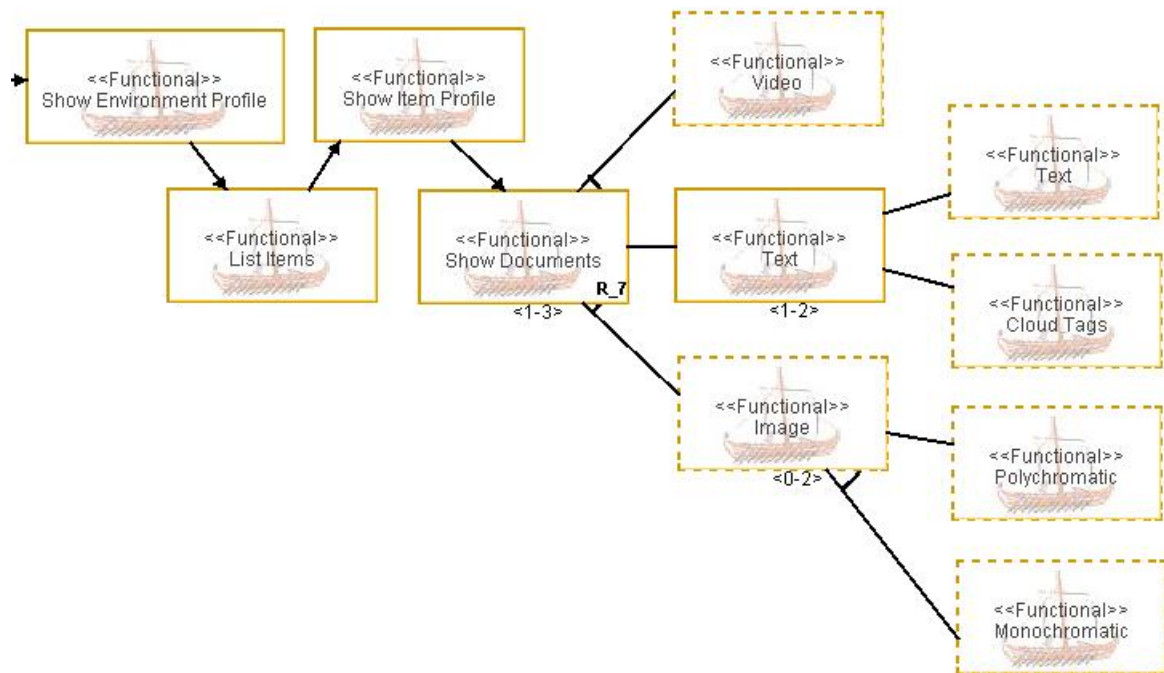 <<Functional>>
Show Environment Profile
<<Functional>>
Show Item Profile
<<Functional>>
Video
<<Functional>>
Text
<<Functional>>
List Items
<<Functional>>
Show Documents
R_7
<1-3>
<<Functional>>
Text
<1-2>
<<Functional>>
Cloud Tags
<<Functional>>
Image
<0-2>
<<Functional>>
Polychromatic
<<Functional>>
Monochromatic